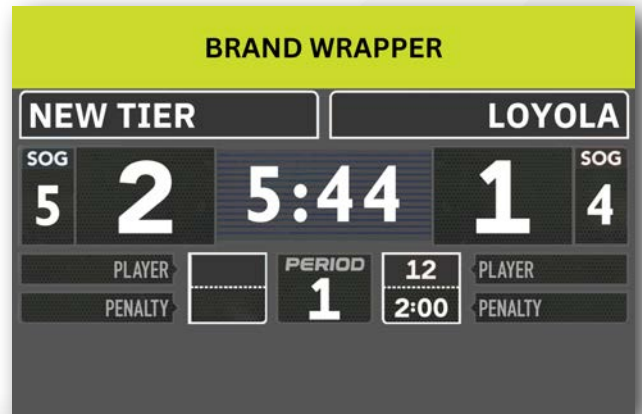 BRAND WRAPPER
NEW TIER LOYOLA
SOG SOG
5 2 5:44 1 4
PLAYER PERIOD 12 PLAYER
PENALTY 1 2:00 PENALTY